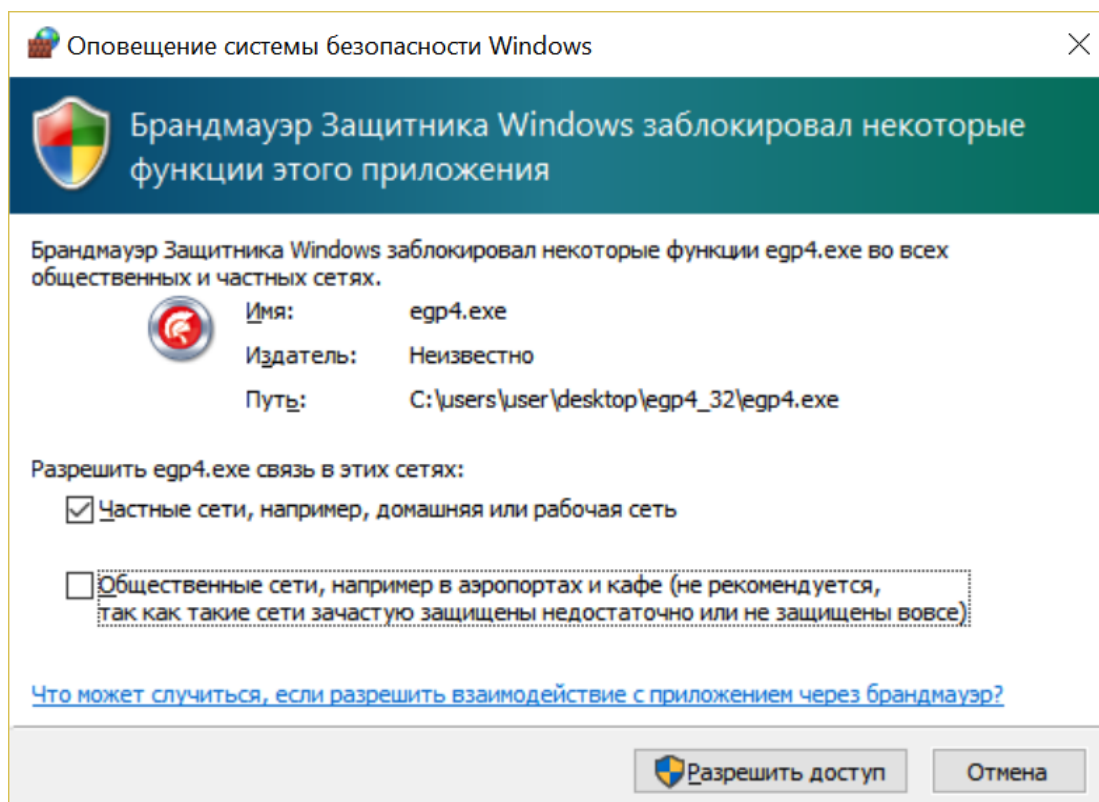 Оповещение системы безопасности Windows
Брандмауэр Защитника Windows заблокировал некоторые
функции этого приложения
Брандмауэр Защитника Windows заблокировал некоторые функции egp4.exe во всех
общественных и частных сетях.
Имя: egp4.exe
Издатель: Неизвестно
Путь: C:\users\user\desktop\egp4_32\egp4.exe
Разрешить egp4.exe связь в этих сетях:
Частные сети, например, домашняя или рабочая сеть
Общественные сети, например в аэропортах и кафе (не рекомендуется,
так как такие сети зачастую защищены недостаточно или не защищены вовсе)
Что может случиться, если разрешить взаимодействие с приложением через брандмауэр?
Разрешить доступ Отмена